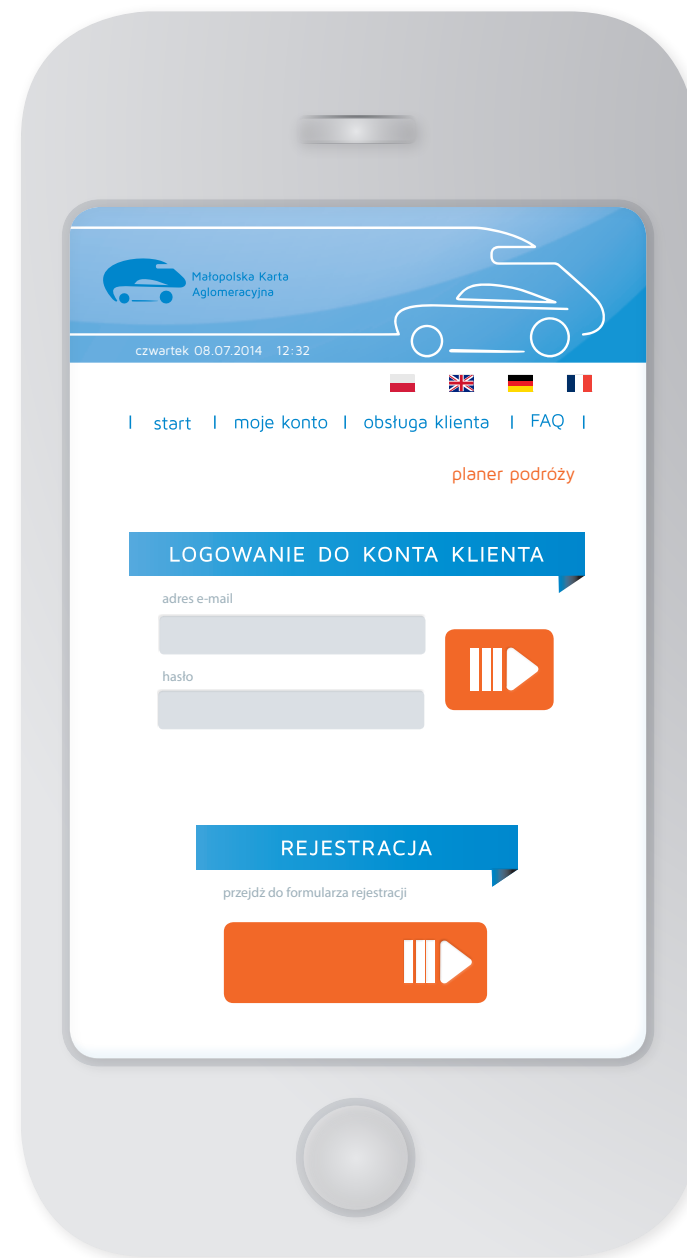 Małopolska Karta
Aglomeracyjna
czwartek 08.07.2014 12:32
| start | moje konto | obsługa klienta | FAQ |
planer podróży
LOGOWANIE DO KONTA KLIENTA
adres e-mail
hasło
REJESTRACJA
przejdż do formularza rejestracji